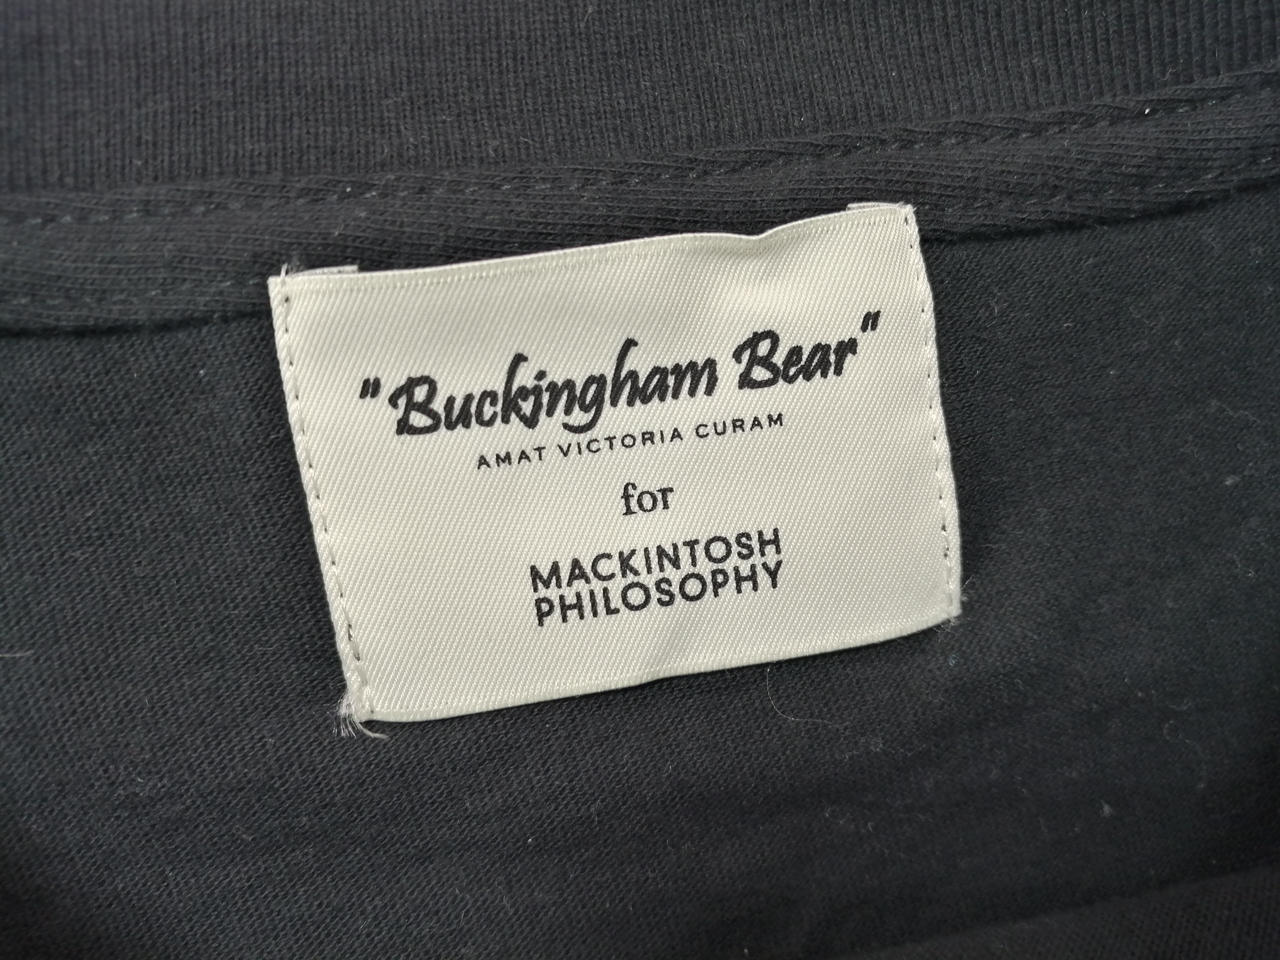 "Buckingham Bear"
AMAT VICTORIA CURAM
for
MACKINTOSH
PHILOSOPHY